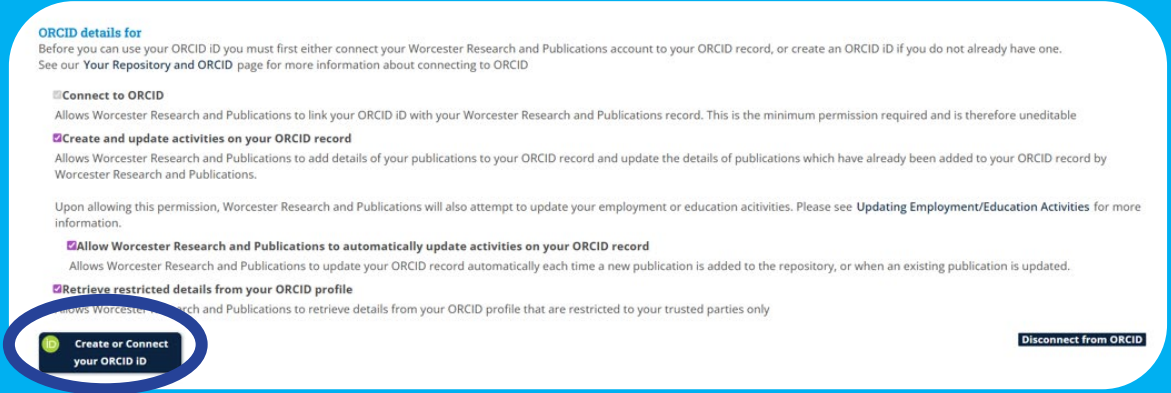 ORCID details for
Before you can use your ORCID iD you must first either connect your Worcester Research and Publications account to your ORCID record, or create an ORCID iD if you do not already have one.
See our Your Repository and ORCID page for more information about connecting to ORCID
Connect to ORCID
Allows Worcester Research and Publications to link your ORCID iD with your Worcester Research and Publications record. This is the minimum permission required and is therefore uneditable
Create and update activities on your ORCID record
Allows Worcester Research and Publications to add details of your publications to your ORCID record and update the details of publications which have already been added to your ORCID record by
Worcester Research and Publications.
Upon allowing this permission, Worcester Research and Publications will also attempt to update your employment or education acitivities. Please see Updating Employment/Education Activities for more
information.
Allow Worcester Research and Publications to automatically update activities on your ORCID record
Allows Worcester Research and Publications to update your ORCID record automatically each time a new publication is added to the repository, or when an existing publication is updated.
Retrieve restricted details from your ORCID profile
Allows Worcester Research and Publications to retrieve details from your ORCID profile that are restricted to your trusted parties only
iD Create or Connect
your ORCID iD
Disconnect from ORCID